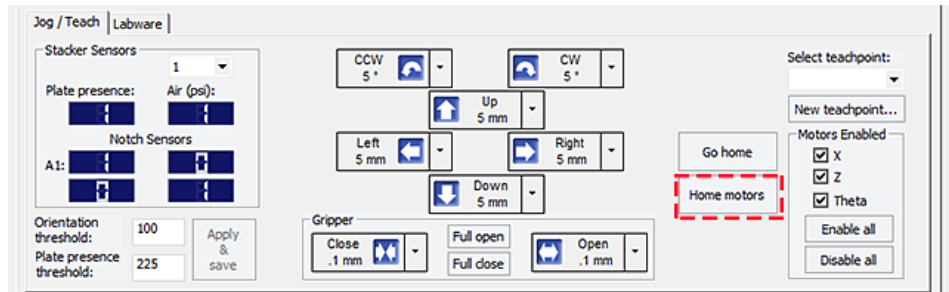 Jog / Teach
Labware
Stacker Sensors
1
Plate presence:
Air (psi):
Notch Sensors
A1:
Orientation
threshold:
100
Plate presence
threshold:
225
Apply
&
save
CCW
5 °
CW
5 °
Up
5 mm
Left
5 mm
Right
5 mm
Down
5 mm
Gripper
Close
.1 mm
Full open
Full close
Open
.1 mm
Go home
Home motors
Select teachpoint:
New teachpoint...
Motors Enabled
X
Z
Theta
Enable all
Disable all